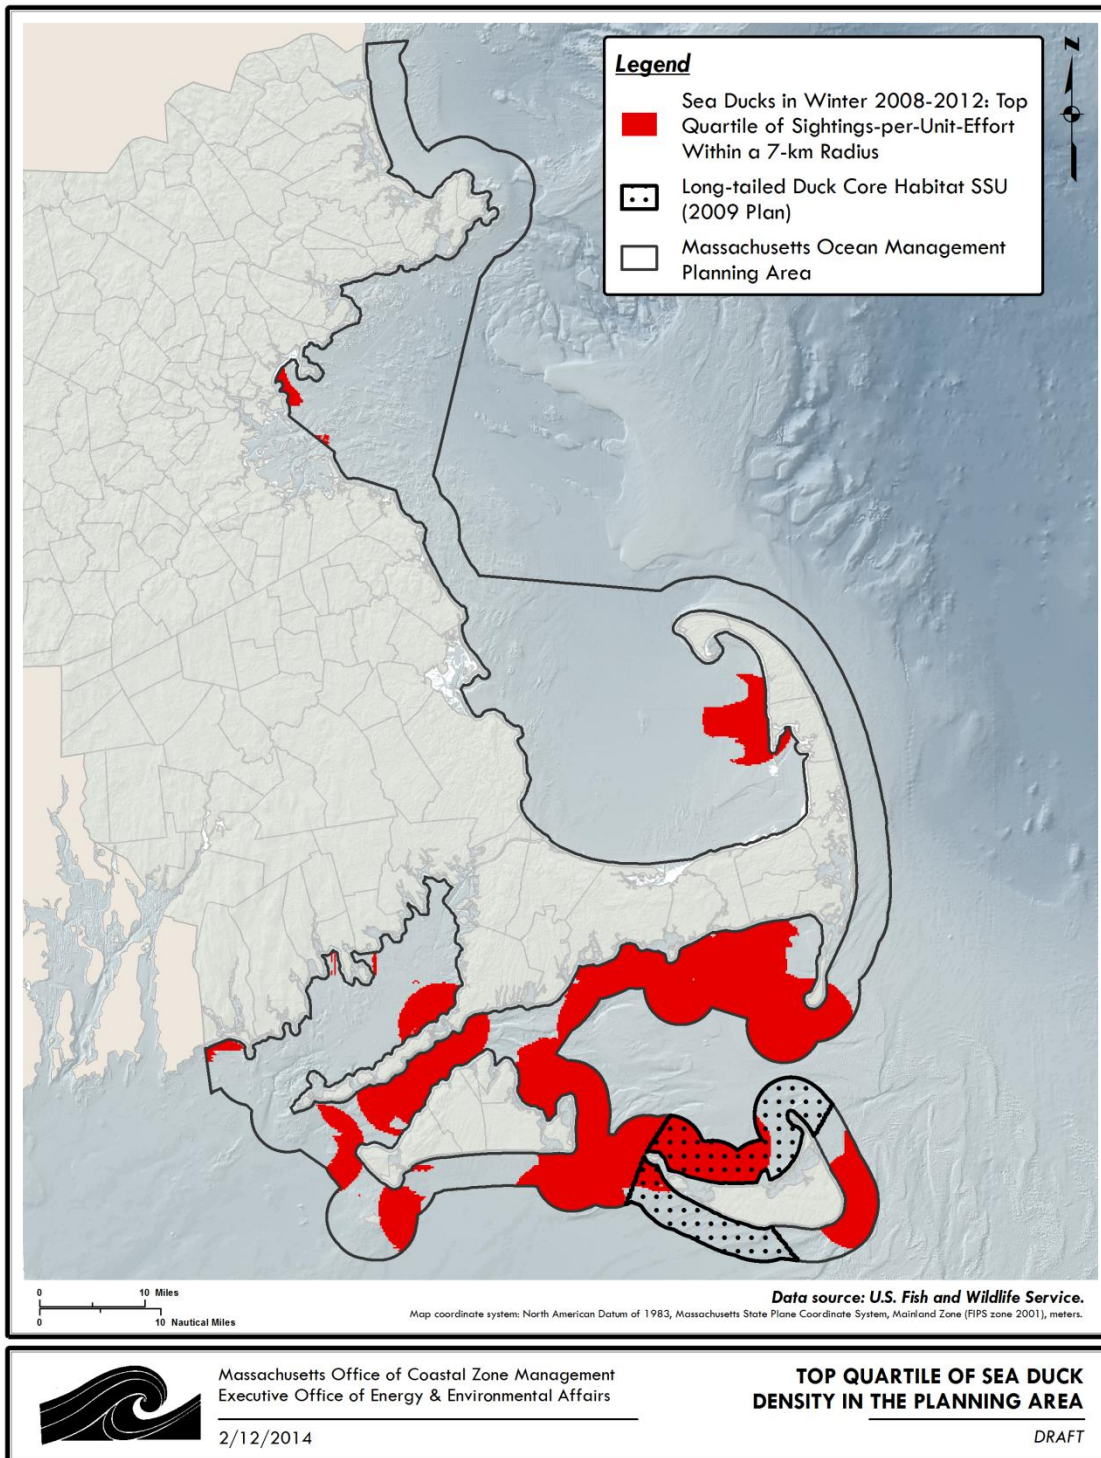 Legend
Sea Ducks in Winter 2008-2012: Top
Quartile of Sightings-per-Unit-Effort
Within a 7-km Radius
Long-tailed Duck Core Habitat SSU
(2009 Plan)
Massachusetts Ocean Management
Planning Area
N
0 10 Miles
0 10 Nautical Miles
Data source: U.S. Fish and Wildlife Service.
Map coordinate system: North American Datum of 1983, Massachusetts State Plane Coordinate System, Mainland Zone (FIPS zone 2001), meters.
Massachusetts Office of Coastal Zone Management
Executive Office of Energy & Environmental Affairs
2/12/2014
TOP QUARTILE OF SEA DUCK
DENSITY IN THE PLANNING AREA
DRAFT